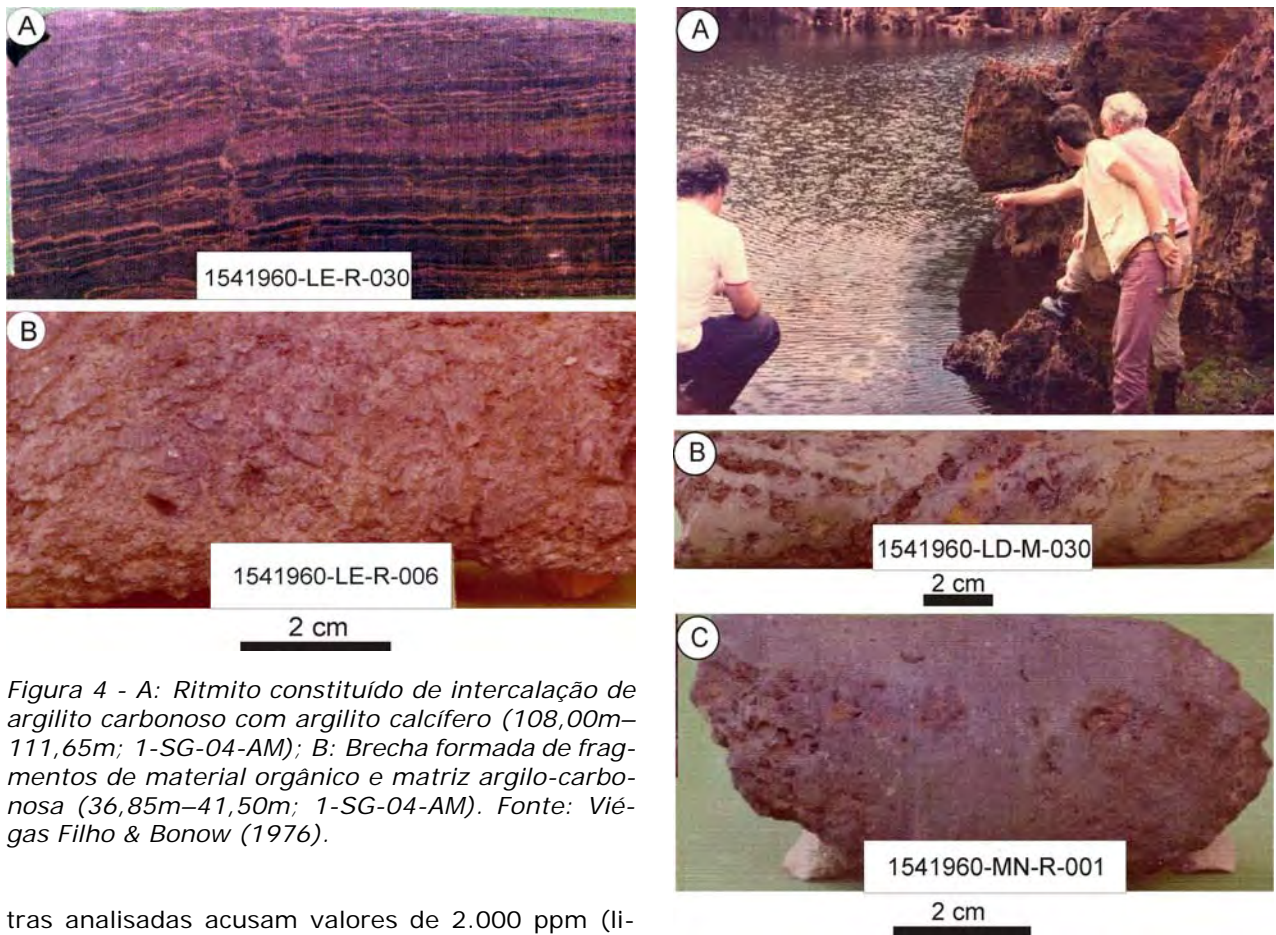 A
1541960-LE-R-030
B
1541960-LE-R-006
2 cm
Figura 4 - A: Ritmito constituído de intercalação de
argilito carbonoso com argilito calcífero (108,00m–
111,65m; 1-SG-04-AM); B: Brecha formada de frag-
mentos de material orgânico e matriz argilo-carbo-
nosa (36,85m–41,50m; 1-SG-04-AM). Fonte: Vié-
gas Filho & Bonow (1976).
tras analisadas acusam valores de 2.000 ppm (li-
A
B
1541960-LD-M-030
2 cm
C
1541960-MN-R-001
2 cm